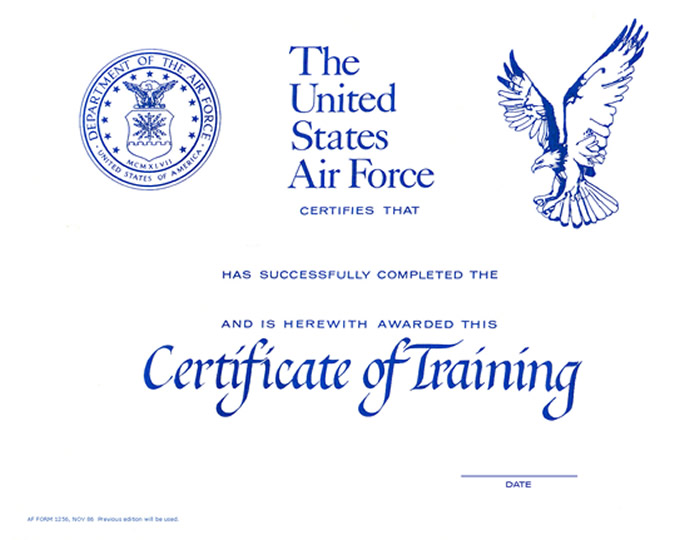 DEPARTMENT OF THE AIR FORCE
MCMXLVII
· UNITED STATES OF AMERICA ·
The
United
States
Air Force
CERTIFIES THAT
HAS SUCCESSFULLY COMPLETED THE
AND IS HEREWITH AWARDED THIS
Certificate of Training
DATE
AF FORM 1256, NOV 86 Previous edition will be used.